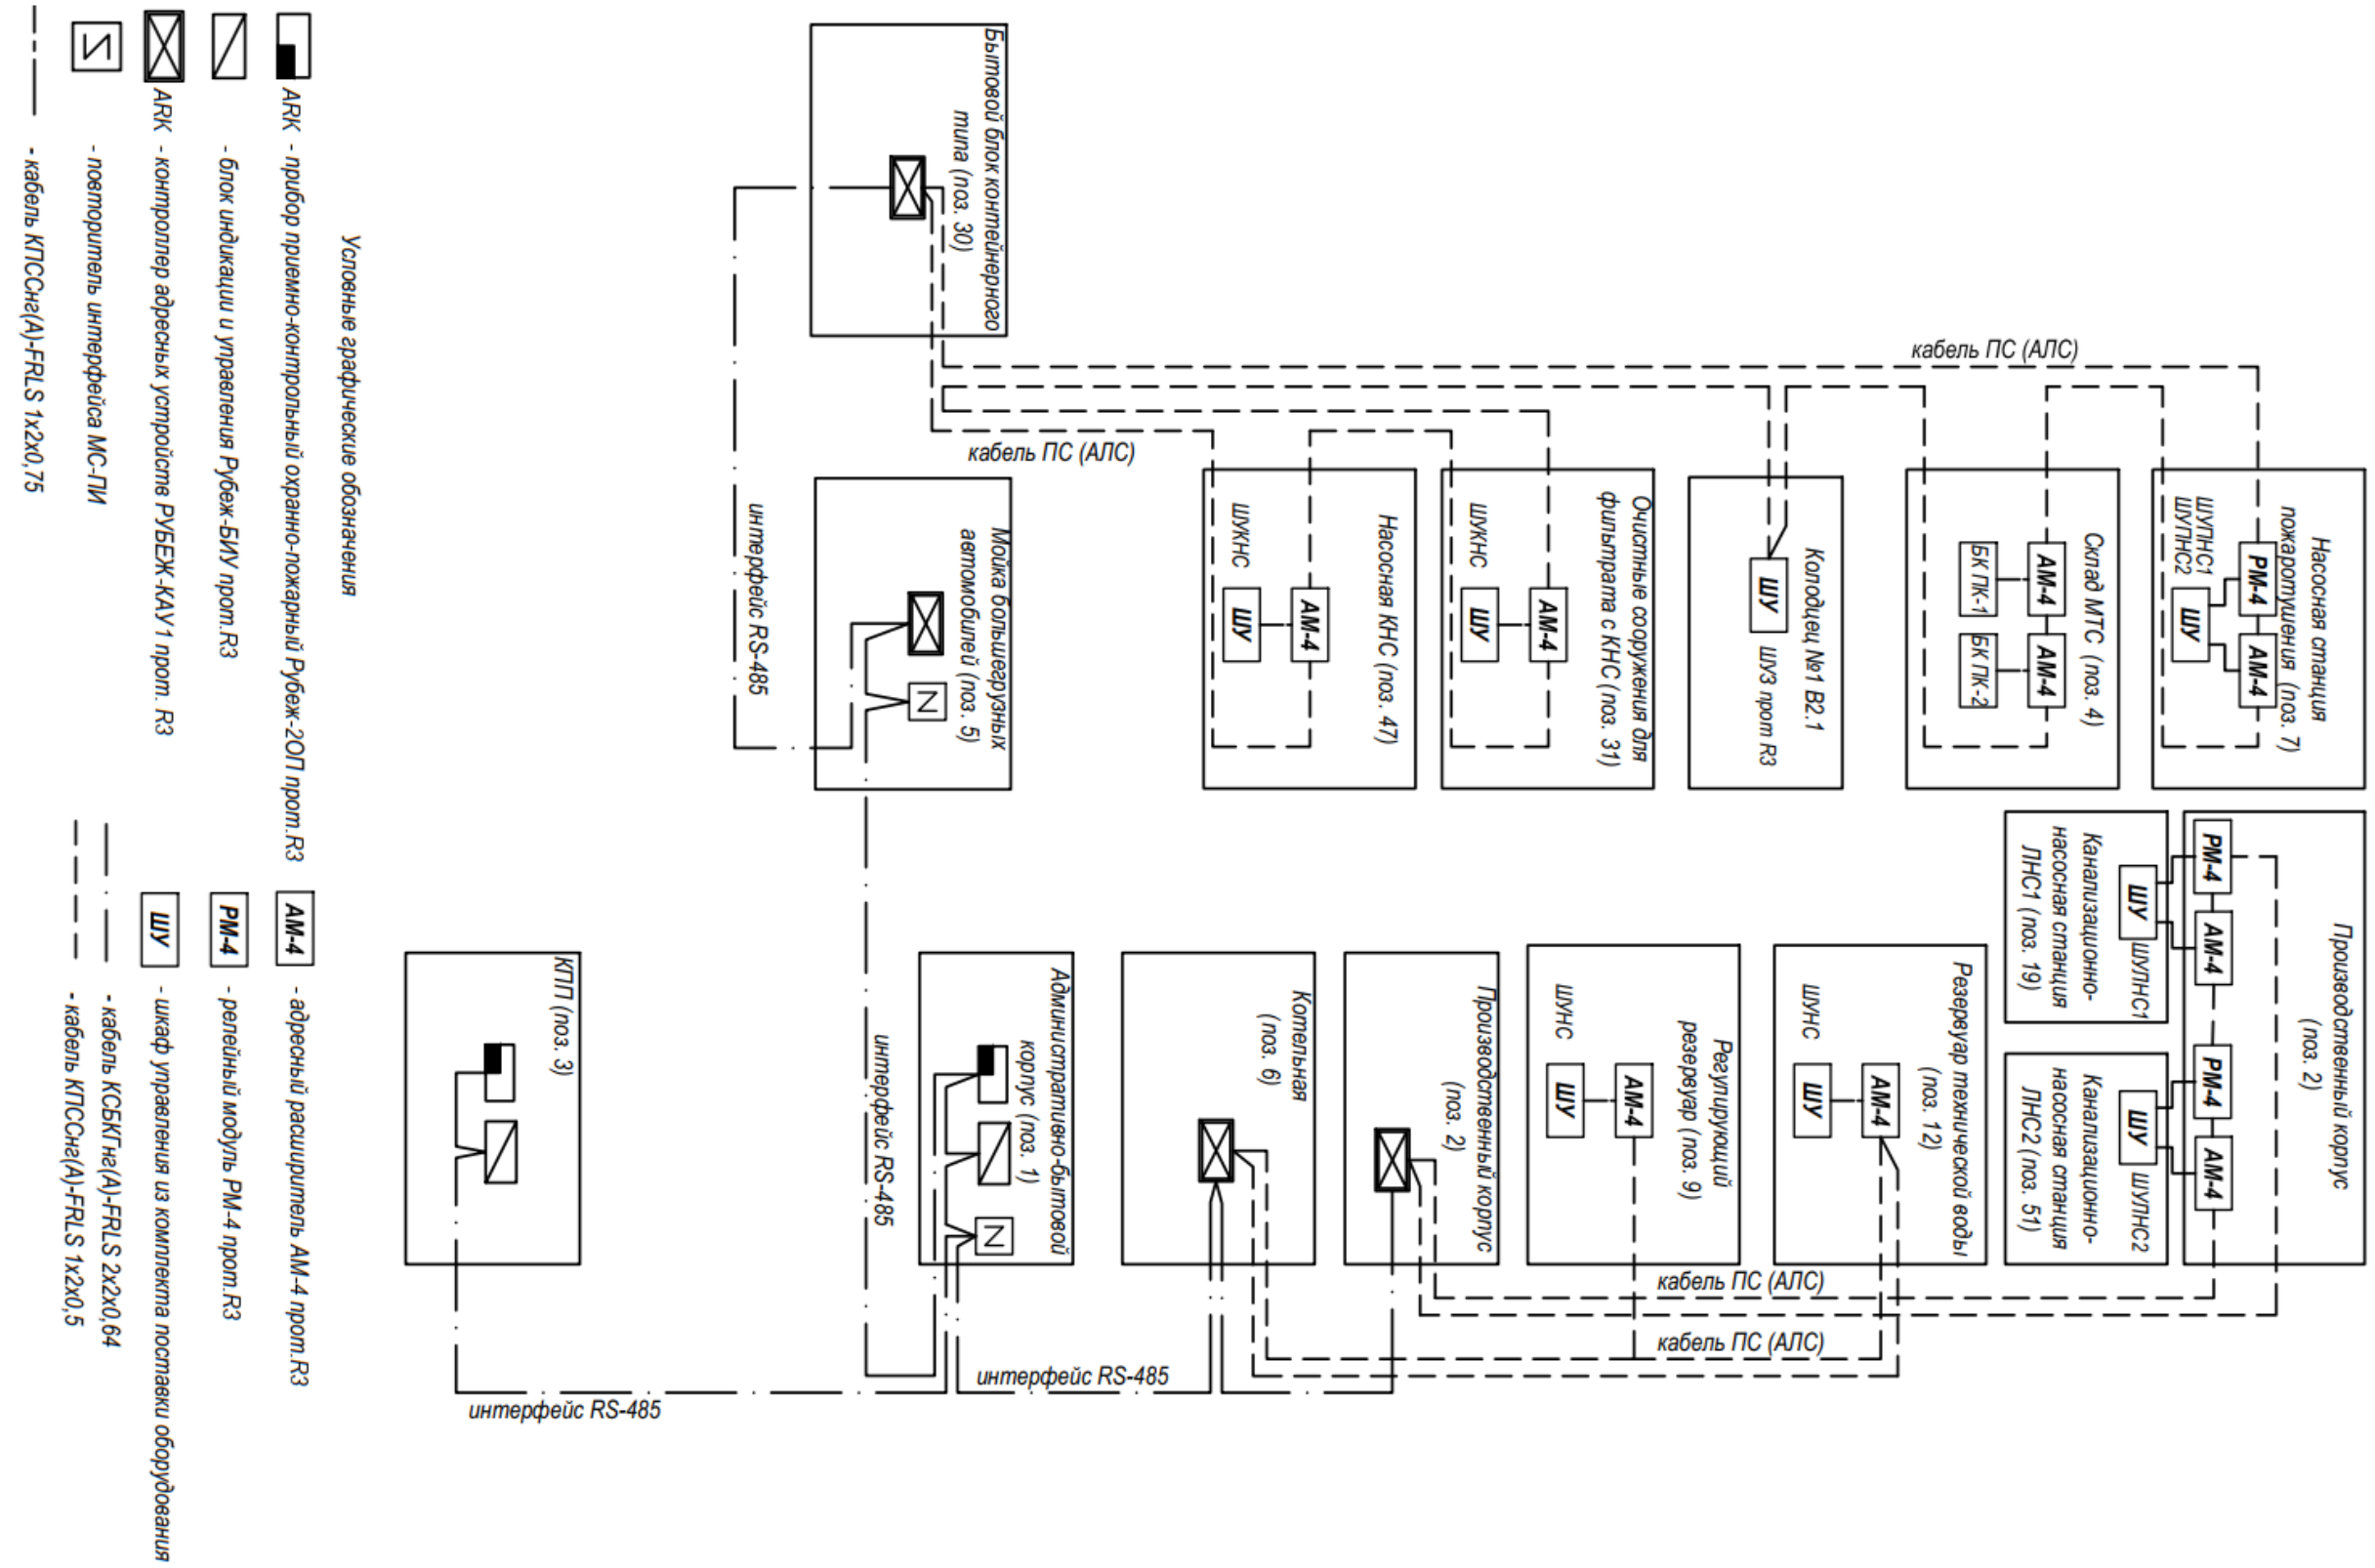 Насосная станция
пожаротушения (поз. 7)
ШУПНС1
ШУПНС2
РМ-4
АМ-4
ШУ
Склад МТС (поз. 4)
АМ-4
АМ-4
БК ПК-1
БК ПК-2
Колодец №1 В2.1
ШУ
ШУЗ прот R3
Очистные сооружения для
фильтрата с КНС (поз. 31)
ШУКНС
АМ-4
ШУ
Насосная КНС (поз. 47)
ШУКНС
АМ-4
ШУ
кабель ПС (АЛС)
кабель ПС (АЛС)
Бытовой блок контейнерного
типа (поз. 30)
Мойка большегрузных
автомобилей (поз. 5)
интерфейс RS-485
Производственный корпус
(поз. 2)
РМ-4
АМ-4
РМ-4
АМ-4
Канализационно-
насосная станция
ЛНС1 (поз. 19)
ШУ
ШУЛНС1
Канализационно-
насосная станция
ЛНС2 (поз. 51)
ШУ
ШУЛНС2
Резервуар технической воды
(поз. 12)
ШУНС
АМ-4
ШУ
Регулирующий
резервуар (поз. 9)
ШУНС
АМ-4
ШУ
Производственный корпус
(поз. 2)
Котельная
(поз. 6)
Административно-бытовой
корпус (поз. 1)
КПП (поз. 3)
кабель ПС (АЛС)
кабель ПС (АЛС)
интерфейс RS-485
интерфейс RS-485
интерфейс RS-485
Условные графические обозначения
ARK - прибор приемно-контрольный охранно-пожарный Рубеж-2ОП прот.R3
- блок индикации и управления Рубеж-БИУ прот.R3
ARK - контроллер адресных устройств РУБЕЖ-КАУ1 прот. R3
- повторитель интерфейса МС-ПИ
- кабель КПССнг(А)-FRLS 1х2х0,75
АМ-4 - адресный расширитель АМ-4 прот.R3
РМ-4 - релейный модуль РМ-4 прот.R3
ШУ - шкаф управления из комплекта поставки оборудования
- кабель КСБКГнг(А)-FRLS 2х2х0,64
- кабель КПССнг(А)-FRLS 1х2х0,5